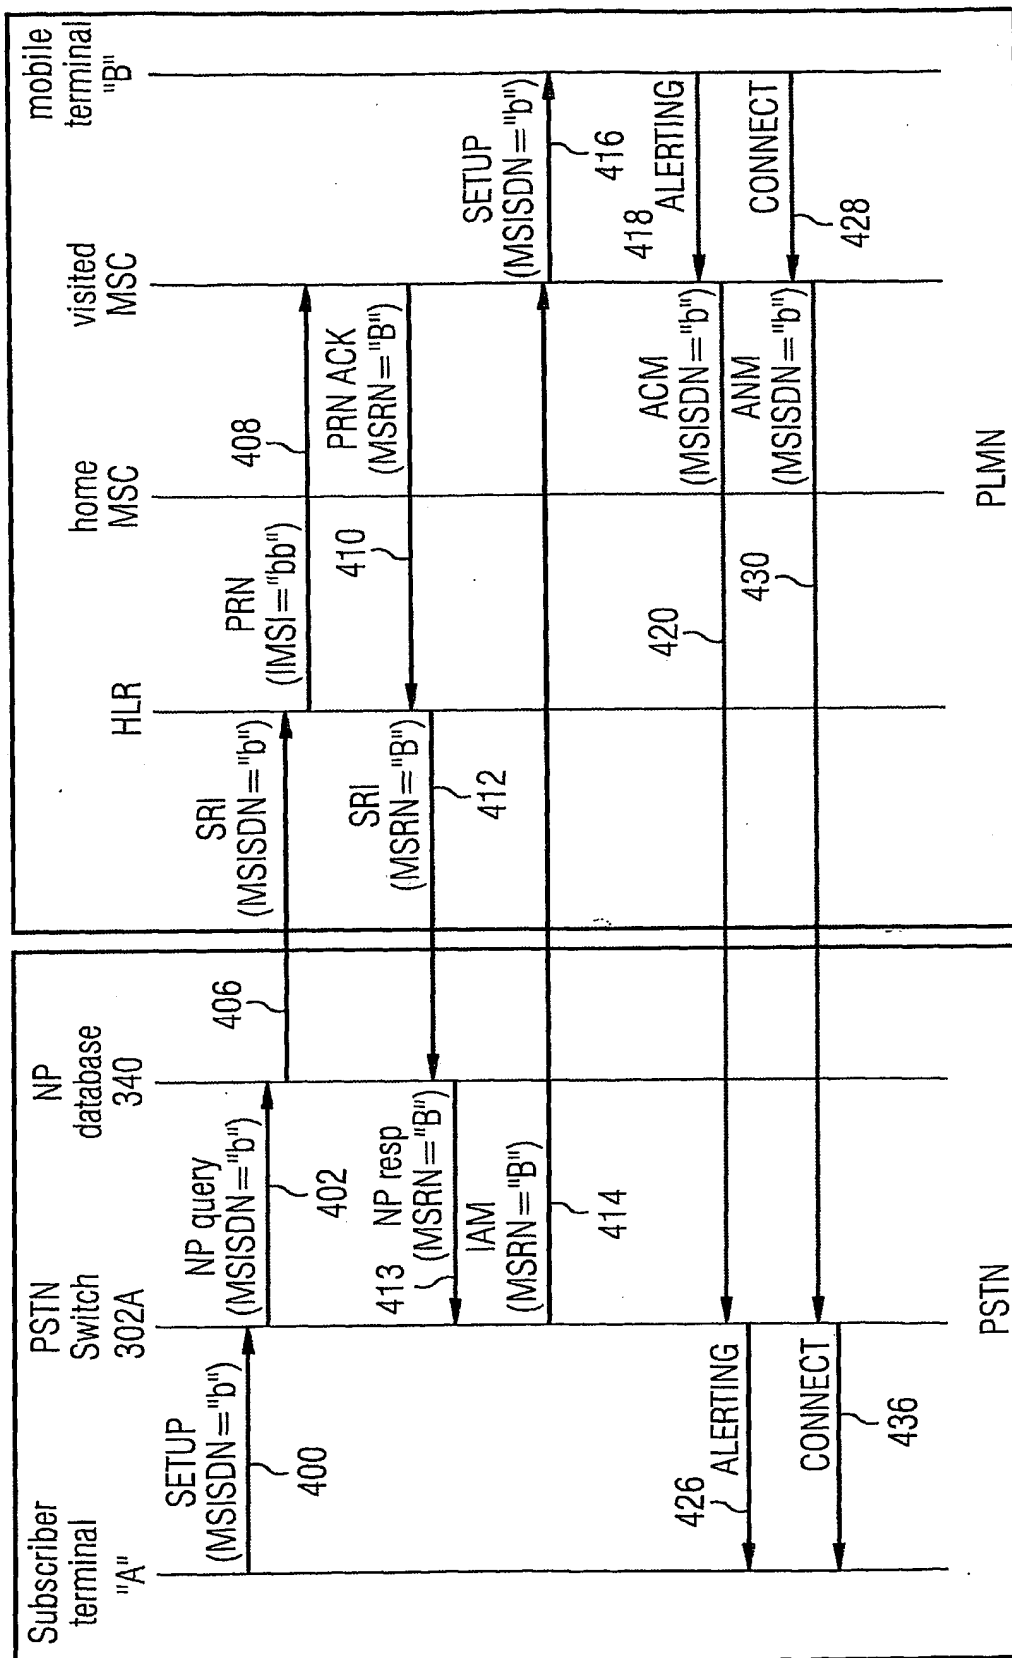 Subscriber
terminal
"A"
PSTN
Switch
302A
NP
database
340
HLR
home
MSC
visited
MSC
mobile
terminal
"B"
SETUP
(MSISDN="b")
400
NP query
(MSISDN="b")
402
406
SRI
(MSISDN="b")
PRN
(IMSI="bb")
408
PRN ACK
(MSRN="B")
410
SRI
(MSRN="B")
412
NP resp
(MSRN="B")
413
IAM
(MSRN="B")
414
SETUP
(MSISDN="b")
416
418
ALERTING
ACM
(MSISDN="b")
420
426
ALERTING
CONNECT
428
ANM
(MSISDN="b")
430
CONNECT
436
PSTN
PLMN